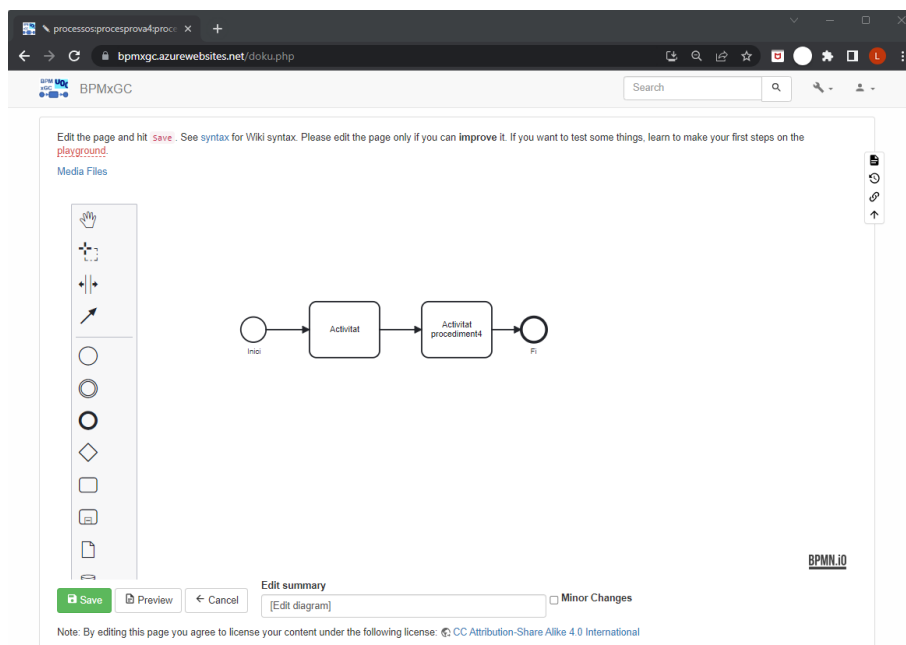 processos:procesprova4:proce
bpmxgc.azurewebsites.net/doku.php
L
BPM UOC
xGC
BPMxGC
Search
Edit the page and hit Save . See syntax for Wiki syntax. Please edit the page only if you can improve it. If you want to test some things, learn to make your first steps on the
playground.
Media Files
Inici
Activitat
Activitat
procediment4
Fi
BPMN.iO
Save
Preview
Cancel
Edit summary
[Edit diagram]
Minor Changes
Note: By editing this page you agree to license your content under the following license: CC Attribution-Share Alike 4.0 International